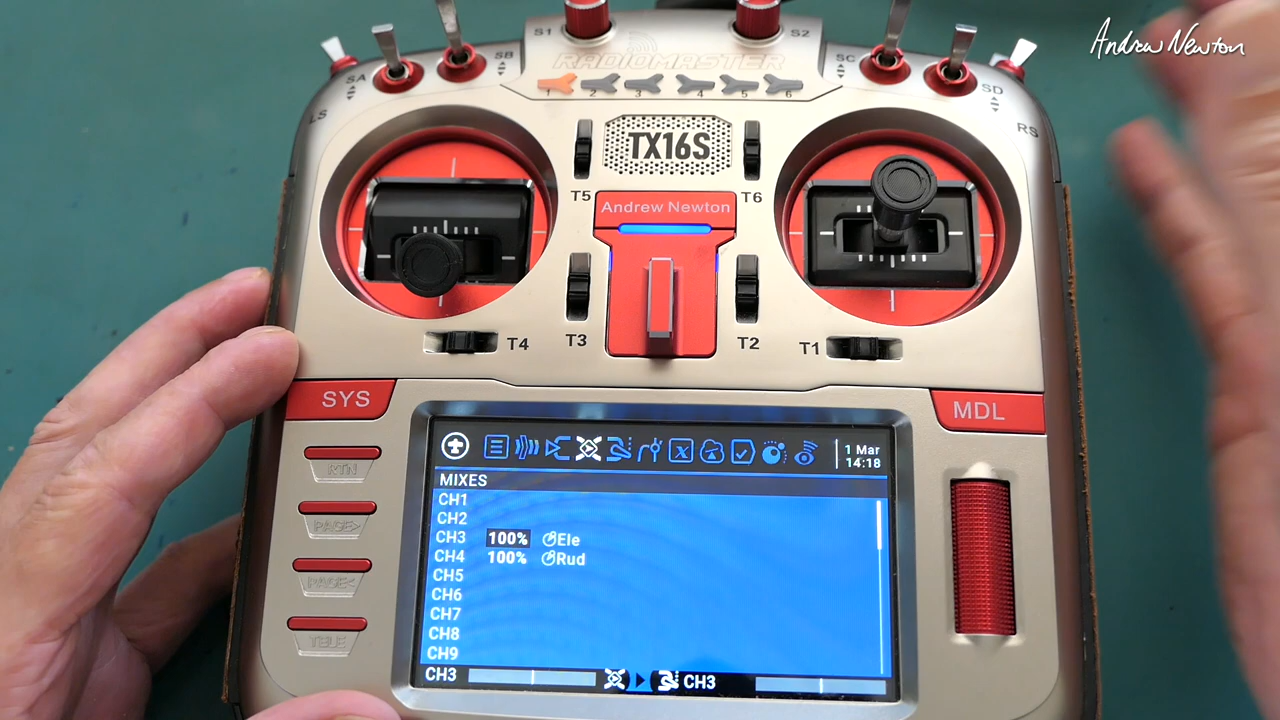 Andrew Newton
S1
S2
RADIOMASTER
SA
SB
SC
SD
LS
RS
1 2 3 4 5 6
TX16S
T5
T6
Andrew Newton
T3
T2
T4
T1
SYS
MDL
RTN
PAGE>
PAGE<
TELE
1 Mar
14:18
MIXES
CH1
CH2
CH3 100% Ele
CH4 100% Rud
CH5
CH6
CH7
CH8
CH9
CH3 CH3